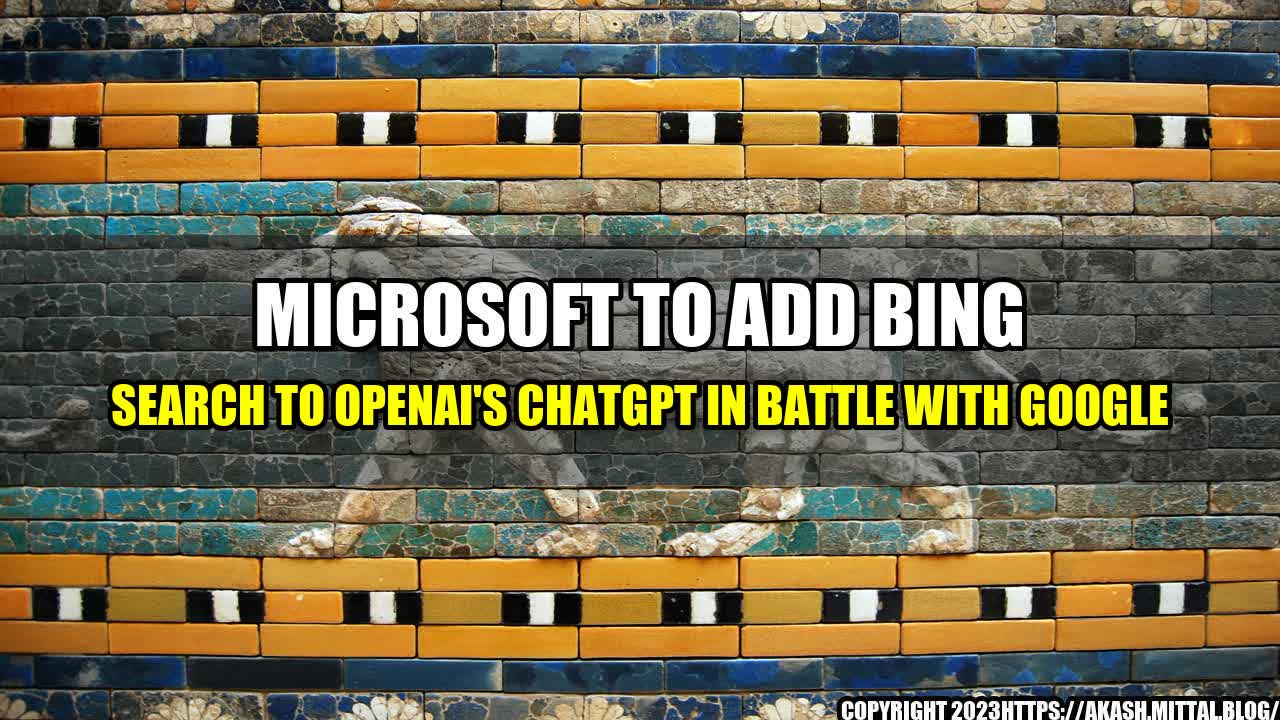 MICROSOFT TO ADD BING
SEARCH TO OPENAI'S CHATGPT IN BATTLE WITH GOOGLE
COPYRIGHT 2023HTTPS://AKASH.MITTAL.BLOG/